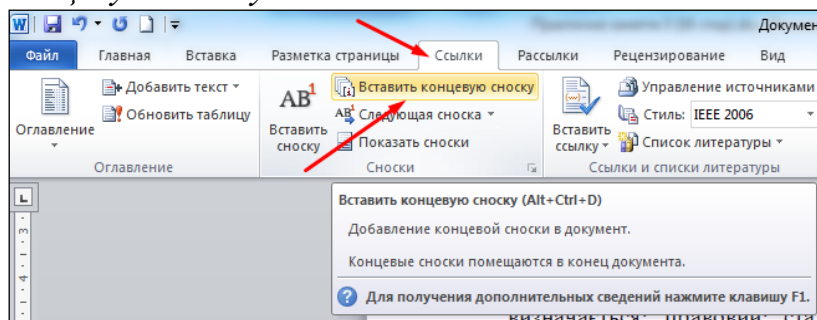 Докумен
Файл Главная Вставка Разметка страницы Ссылки Рассылки Рецензирование Вид
Оглавление
Добавить текст
Обновить таблицу
Оглавление
AB1
Вставить сноску
Вставить концевую сноску
AB1 Следующая сноска
Показать сноски
Сноски
Вставить ссылку
Управление источниками
Стиль: IEEE 2006
Список литературы
Ссылки и списки литературы
L
3
4
Вставить концевую сноску (Alt+Ctrl+D)
Добавление концевой сноски в документ.
Концевые сноски помещаются в конец документа.
Для получения дополнительных сведений нажмите клавишу F1.